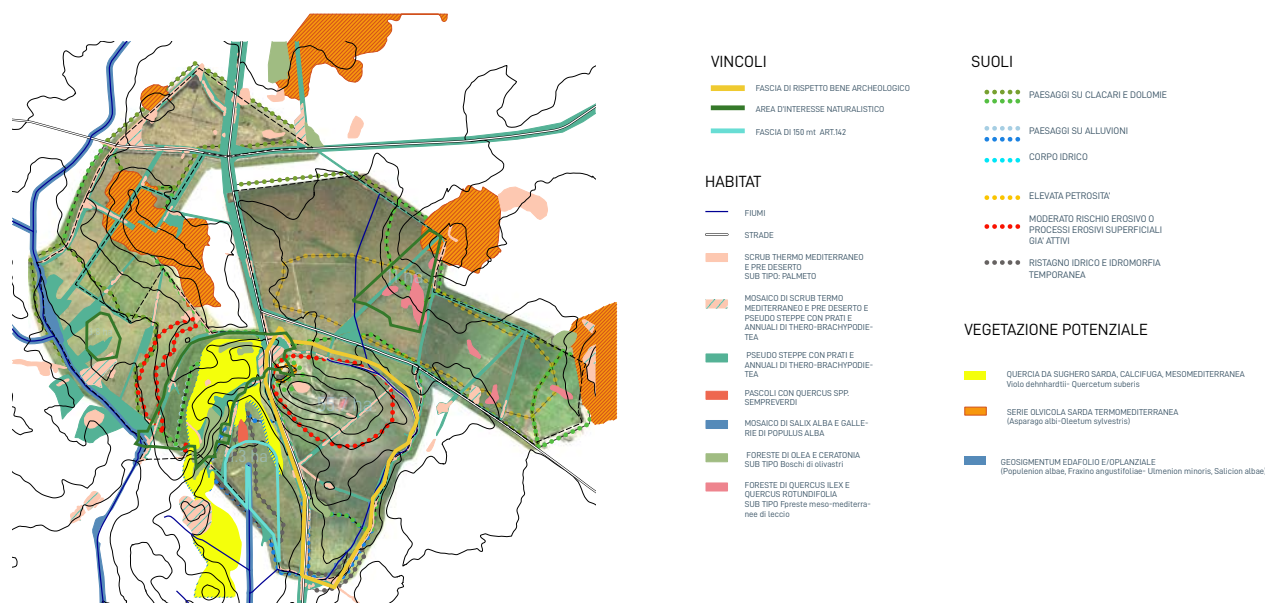 VINCOLI
FASCIA DI RISPETTO BENE ARCHEOLOGICO
AREA D'INTERESSE NATURALISTICO
FASCIA DI 150 mt ART.142
HABITAT
FIUMI
STRADE
SCRUB THERMO MEDITERRANEO
E PRE DESERTO
SUB TIPO: PALMETO
MOSAICO DI SCRUB TERMO
MEDITERRANEO E PRE DESERTO E
PSEUDO STEPPE CON PRATI E
ANNUALI DI THERO-BRACHYPODIE-
TEA
PSEUDO STEPPE CON PRATI E
ANNUALI DI THERO-BRACHYPODIE-
TEA
PASCOLI CON QUERCUS SPP.
SEMPREVERDI
MOSAICO DI SALIX ALBA E GALLE-
RIE DI POPULUS ALBA
FORESTE DI OLEA E CERATONIA
SUB TIPO Boschi di olivastri
FORESTE DI QUERCUS ILEX E
QUERCUS ROTUNDIFOLIA
SUB TIPO Fpreste meso-mediterra-
nee di leccio
SUOLI
PAESAGGI SU CLACARI E DOLOMIE
PAESAGGI SU ALLUVIONI
CORPO IDRICO
ELEVATA PETROSITA'
MODERATO RISCHIO EROSIVO O
PROCESSI EROSIVI SUPERFICIALI
GIA' ATTIVI
RISTAGNO IDRICO E IDROMORFIA
TEMPORANEA
VEGETAZIONE POTENZIALE
QUERCIA DA SUGHERO SARDA, CALCIFUGA, MESOMEDITERRANEA
Violo dehnhardtii- Quercetum suberis
SERIE OLVICOLA SARDA TERMOMEDITERRANEA
(Asparago albi-Oleetum sylvestris)
GEOSIGMENTUM EDAFOLIO E/OPLANZIALE
(Populenion albae, Fraxino angustifoliae- Ulmenion minoris, Salicion albae)